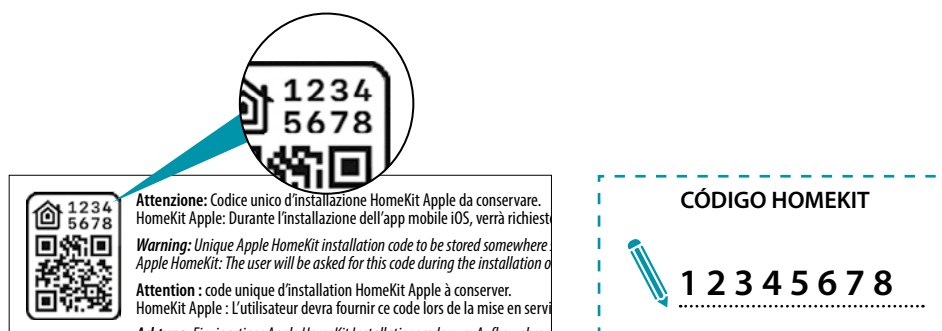 1234
5678
1234
5678
Attenzione: Codice unico d'installazione HomeKit Apple da conservare.
HomeKit Apple: Durante l'installazione dell'app mobile iOS, verrà
Warning: Unique Apple HomeKit installation code to be stored somewhere
Apple HomeKit: The user will be asked for this code during the installation
Attention : code unique d'installation HomeKit Apple à conserver.
HomeKit Apple : L'utilisateur devra fournir ce code lors de la mise en
CÓDIGO HOMEKIT
1 2 3 4 5 6 7 8